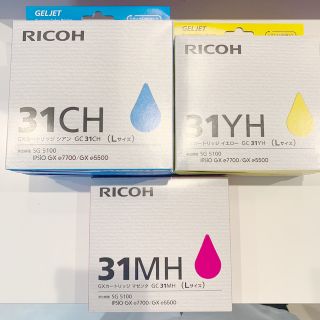 GELJET
RICOH
31CH
GXカートリッジ シアン GC 31CH (Lサイズ)
SG 5100
IPSiO GX e7700/GX e5500
GELJET
RICOH
31YH
GXカートリッジ イエロー GC 31YH (Lサイズ)
SG 5100
IPSiO GX e7700/GX e5500
RICOH
31MH
GXカートリッジ マゼンタ GC 31MH (Lサイズ)
SG 5100
IPSiO GX e7700/GX e5500